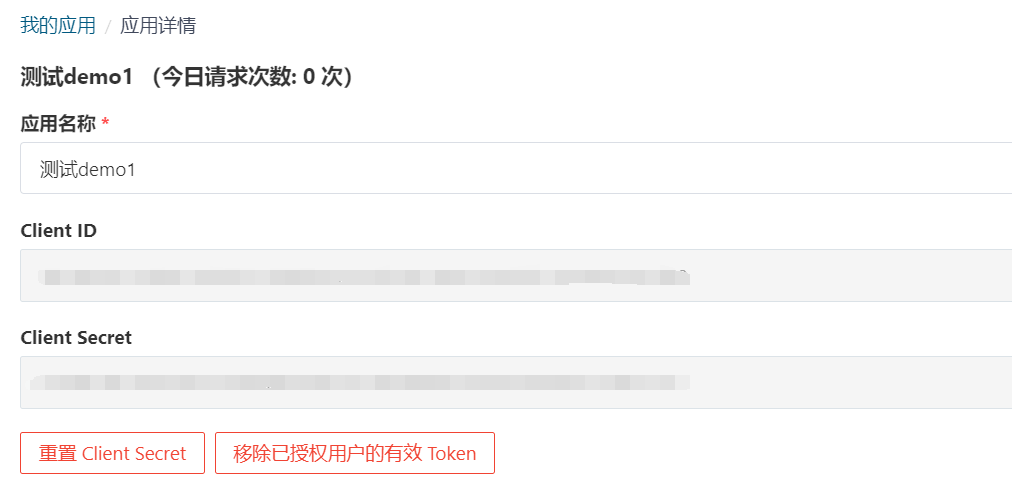 我的应用 / 应用详情
测试demo1 （今日请求次数: 0 次）
应用名称 *
测试demo1
Client ID
Client Secret
重置 Client Secret
移除已授权用户的有效 Token